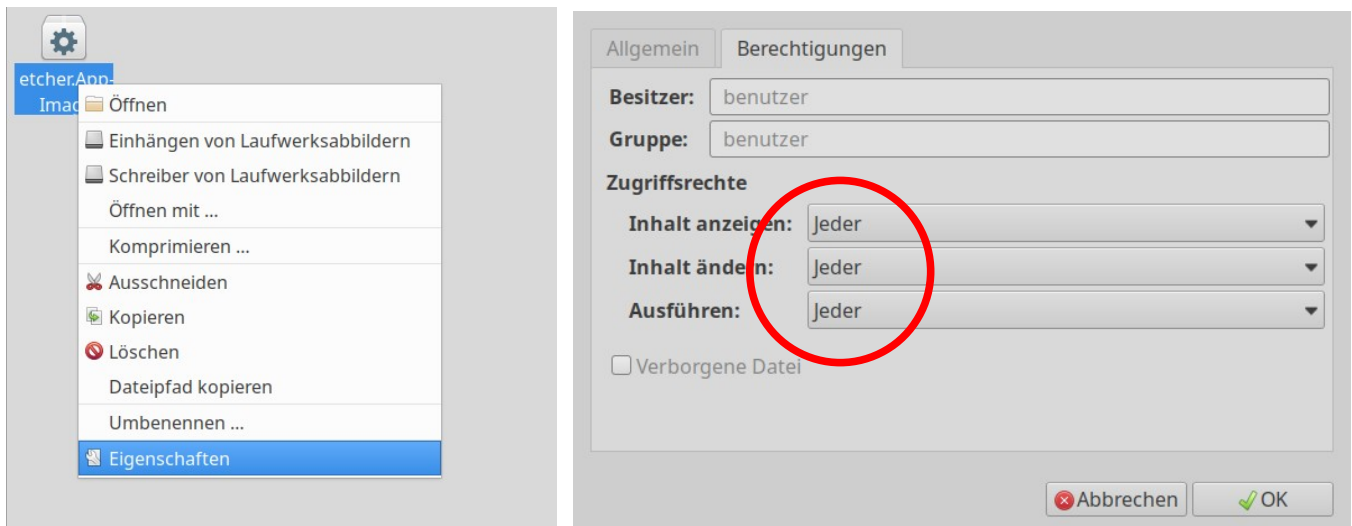 etcher.App-
Imag
Öffnen
Einhängen von Laufwerksabbildern
Schreiber von Laufwerksabbildern
Öffnen mit ...
Komprimieren ...
Ausschneiden
Kopieren
Löschen
Dateipfad kopieren
Umbenennen ...
Eigenschaften
Allgemein Berechtigungen
Besitzer: benutzer
Gruppe: benutzer
Zugriffsrechte
Inhalt anzeigen: Jeder
Inhalt ändern: Jeder
Ausführen: Jeder
Verborgene Datei
Abbrechen OK